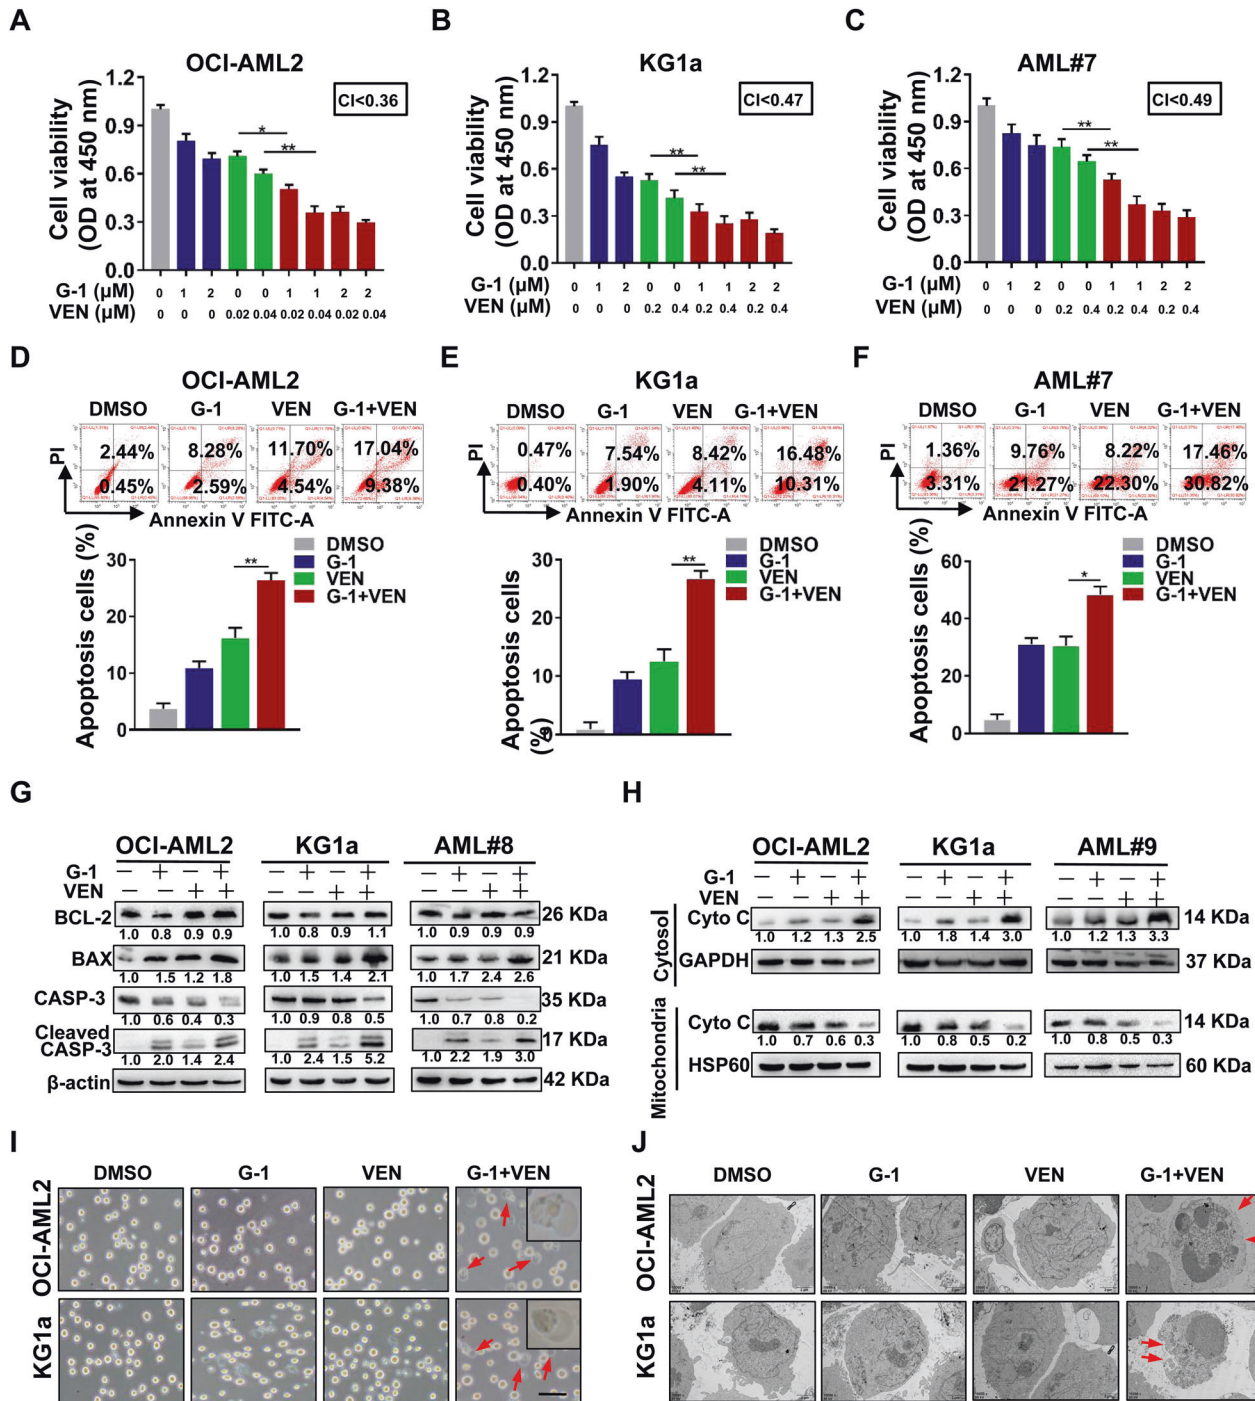 A
OCI-AML2
CI<0.36
Cell viability
(OD at 450 nm)
1.2
0.9
0.6
0.3
0.0
*
**
G-1 (μM) 0 1 2 0 0 1 1 2 2
VEN (μM) 0 0 0 0.02 0.04 0.02 0.04 0.02 0.04
B
KG1a
CI<0.47
Cell viability
(OD at 450 nm)
1.2
0.9
0.6
0.3
0.0
**
**
G-1 (μM) 0 1 2 0 0 1 1 2 2
VEN (μM) 0 0 0 0.2 0.4 0.2 0.4 0.2 0.4
C
AML#7
CI<0.49
Cell viability
(OD at 450 nm)
1.2
0.9
0.6
0.3
0.0
**
**
G-1 (μM) 0 1 2 0 0 1 1 2 2
VEN (μM) 0 0 0 0.2 0.4 0.2 0.4 0.2 0.4
D
OCI-AML2
DMSO G-1 VEN G-1+VEN
PI
2.44% 8.28% 11.70% 17.04%
0.45% 2.59% 4.54% 9.38%
Annexin V FITC-A
Apoptosis cells (%)
30
20
10
0
**
DMSO
G-1
VEN
G-1+VEN
E
KG1a
DMSO G-1 VEN G-1+VEN
PI
0.47% 7.54% 8.42% 16.48%
0.40% 1.90% 4.11% 10.31%
Annexin V FITC-A
Apoptosis cells
(%)
30
20
10
0
**
DMSO
G-1
VEN
G-1+VEN
F
AML#7
DMSO G-1 VEN G-1+VEN
PI
1.36% 9.76% 8.22% 17.46%
3.31% 21.27% 22.30% 30.82%
Annexin V FITC-A
Apoptosis cells (%)
60
40
20
0
*
DMSO
G-1
VEN
G-1+VEN
G
OCI-AML2 KG1a AML#8
G-1 — + — + — + — + — + — +
VEN — — + + — — + + — — + +
BCL-2 26 KDa
1.0 0.8 0.9 0.9 1.0 0.8 0.9 1.1 1.0 0.9 0.9 0.9
BAX 21 KDa
1.0 1.5 1.2 1.8 1.0 1.5 1.4 2.1 1.0 1.7 2.4 2.6
CASP-3 35 KDa
1.0 0.6 0.4 0.3 1.0 0.9 0.8 0.5 1.0 0.7 0.8 0.2
Cleaved
CASP-3 17 KDa
1.0 2.0 1.4 2.4 1.0 2.4 1.5 5.2 1.0 2.2 1.9 3.0
β-actin 42 KDa
H
OCI-AML2 KG1a AML#9
G-1 — + — + — + — + — + — +
VEN — — + + — — + + — — + +
Cytosol
Cyto C 14 KDa
1.0 1.2 1.3 2.5 1.0 1.8 1.4 3.0 1.0 1.2 1.3 3.3
GAPDH 37 KDa
Mitochondria
Cyto C 14 KDa
1.0 0.7 0.6 0.3 1.0 0.8 0.5 0.2 1.0 0.8 0.5 0.3
HSP60 60 KDa
I
DMSO G-1 VEN G-1+VEN
OCI-AML2
KG1a
J
DMSO G-1 VEN G-1+VEN
OCI-AML2
KG1a